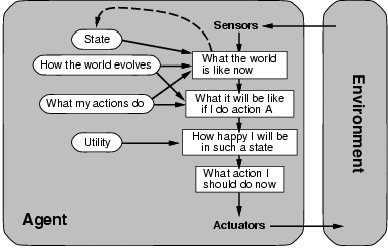 Sensors
State
How the world evolves
What the world
is like now
What my actions do
What it will be like
if I do action A
Utility
How happy I will be
in such a state
What action I
should do now
Agent
Actuators
Environment